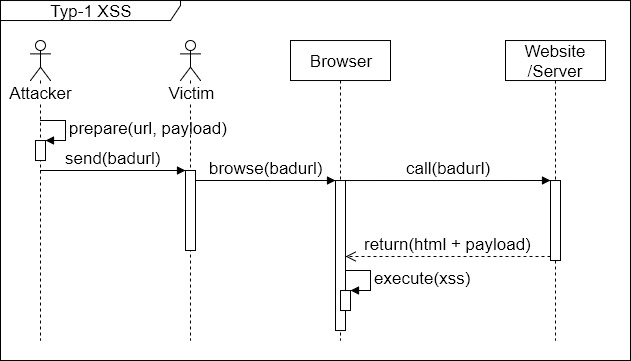 Typ-1 XSS
Attacker
Victim
Browser
Website
/Server
prepare(url, payload)
send(badurl)
browse(badurl)
call(badurl)
return(html + payload)
execute(xss)